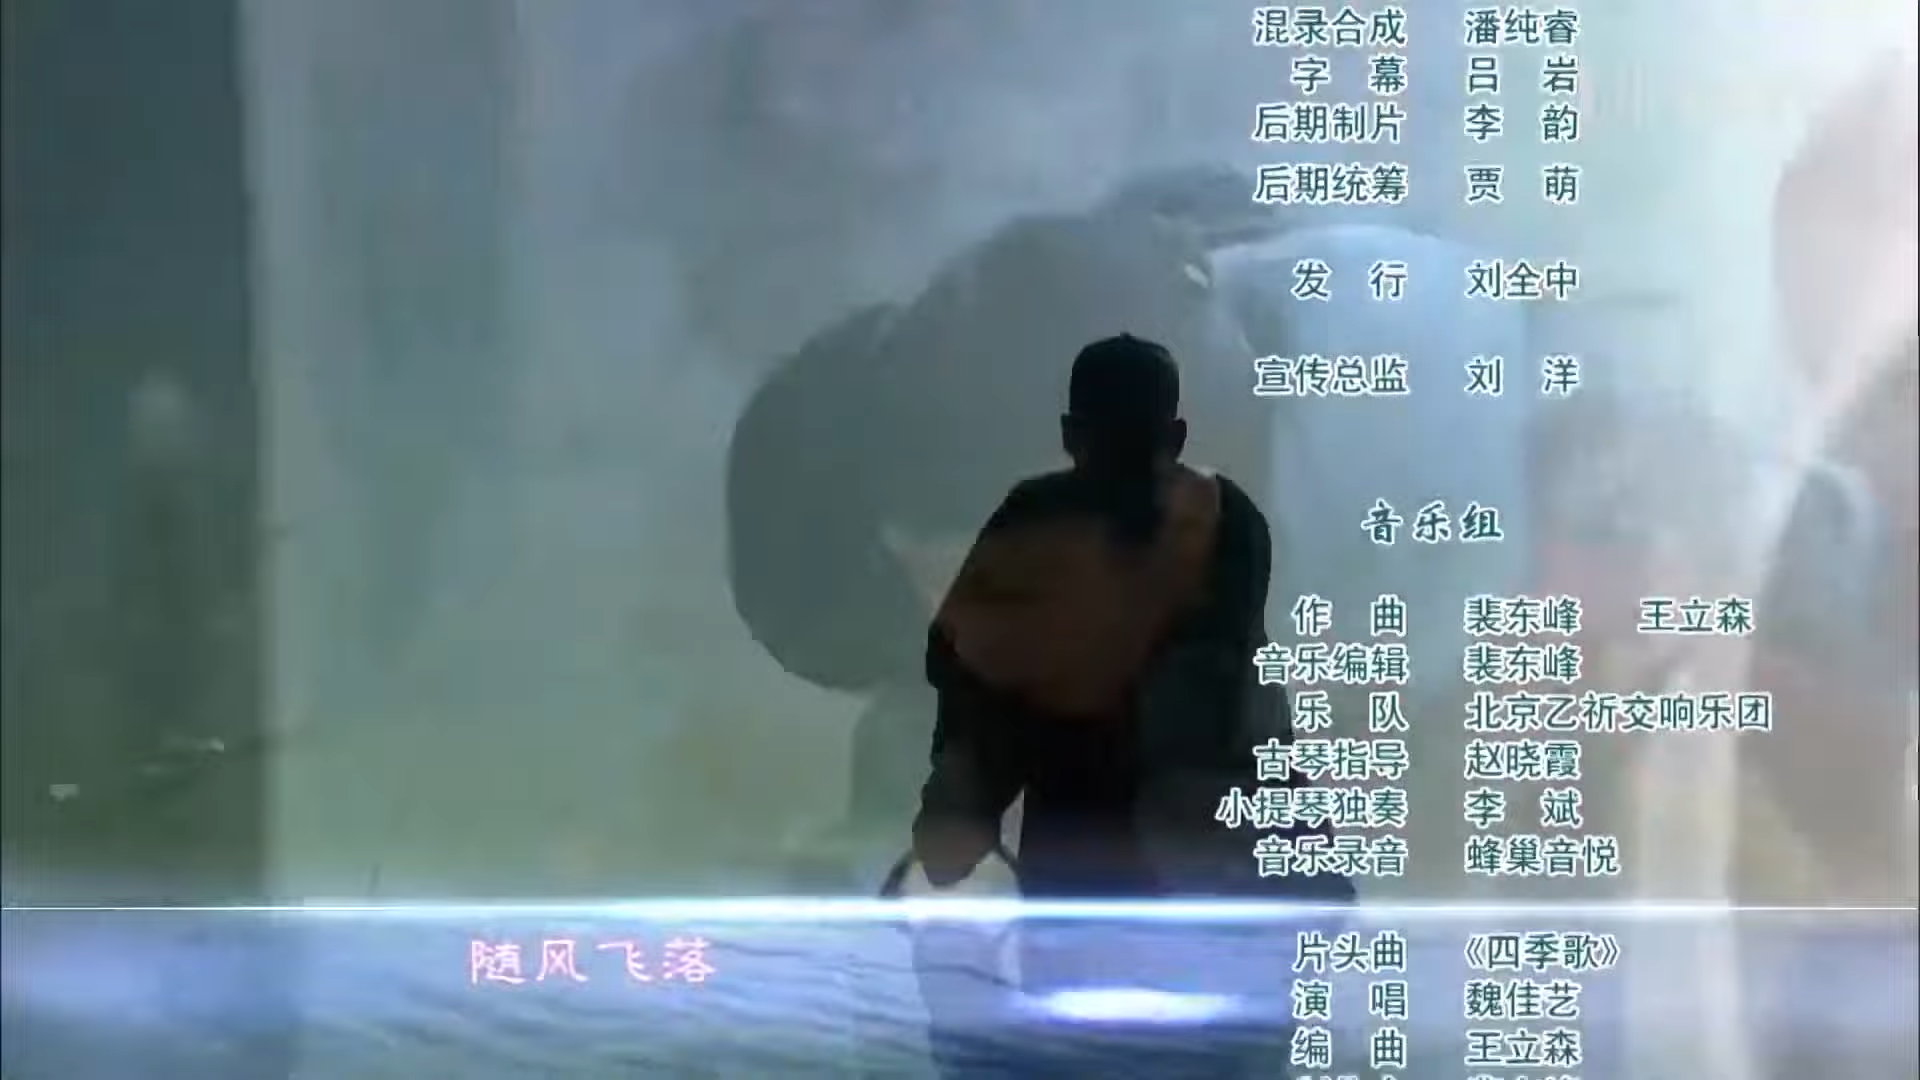 混录合成 潘纯睿
字 幕 吕 岩
后期制片 李 韵
后期统筹 贾 萌
发 行 刘全中
宣传总监 刘 洋
音乐组
作 曲 裴东峰 王立森
音乐编辑 裴东峰
乐 队 北京乙祈交响乐团
古琴指导 赵晓霞
小提琴独奏 李 斌
音乐录音 蜂巢音悦
随风飞落
片头曲 《四季歌》
演 唱 魏佳艺
编 曲 王立森